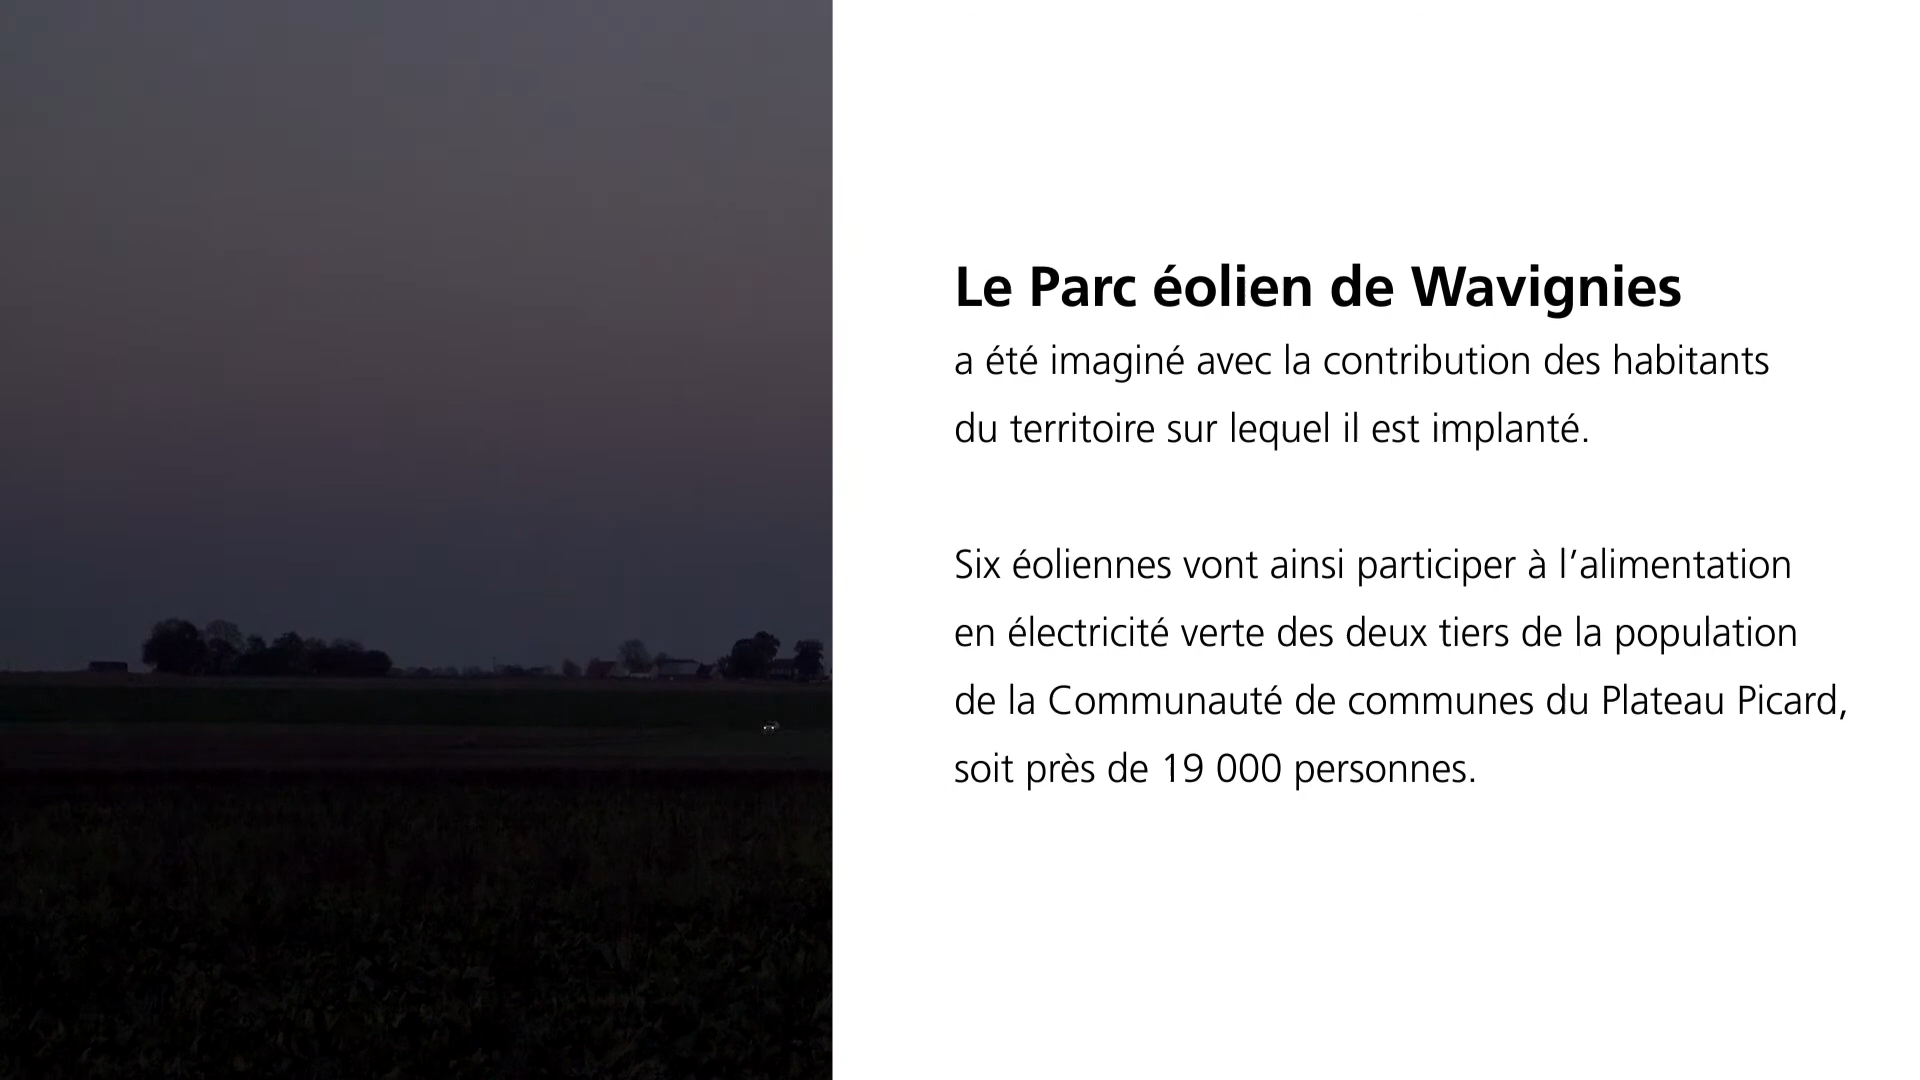 Le Parc éolien de Wavignies
a été imaginé avec la contribution des habitants
du territoire sur lequel il est implanté.
Six éoliennes vont ainsi participer à l’alimentation
en électricité verte des deux tiers de la population
de la Communauté de communes du Plateau Picard,
soit près de 19 000 personnes.